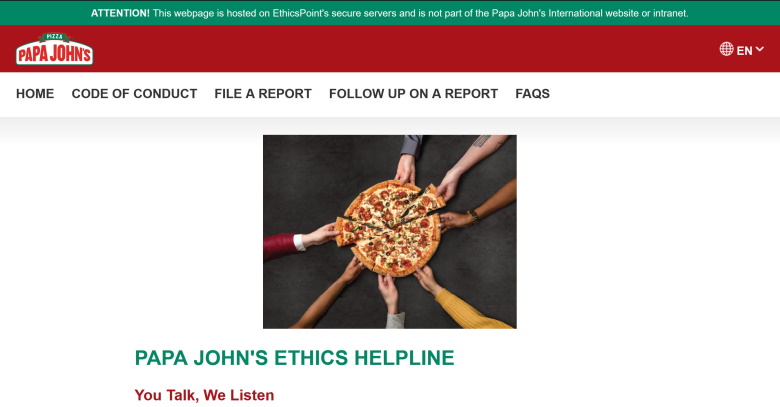 ATTENTION! This webpage is hosted on EthicsPoint's secure servers and is not part of the Papa John's International website or intranet.
PIZZA
PAPA JOHN'S
EN
HOME CODE OF CONDUCT FILE A REPORT FOLLOW UP ON A REPORT FAQS
PAPA JOHN'S ETHICS HELPLINE
You Talk, We Listen